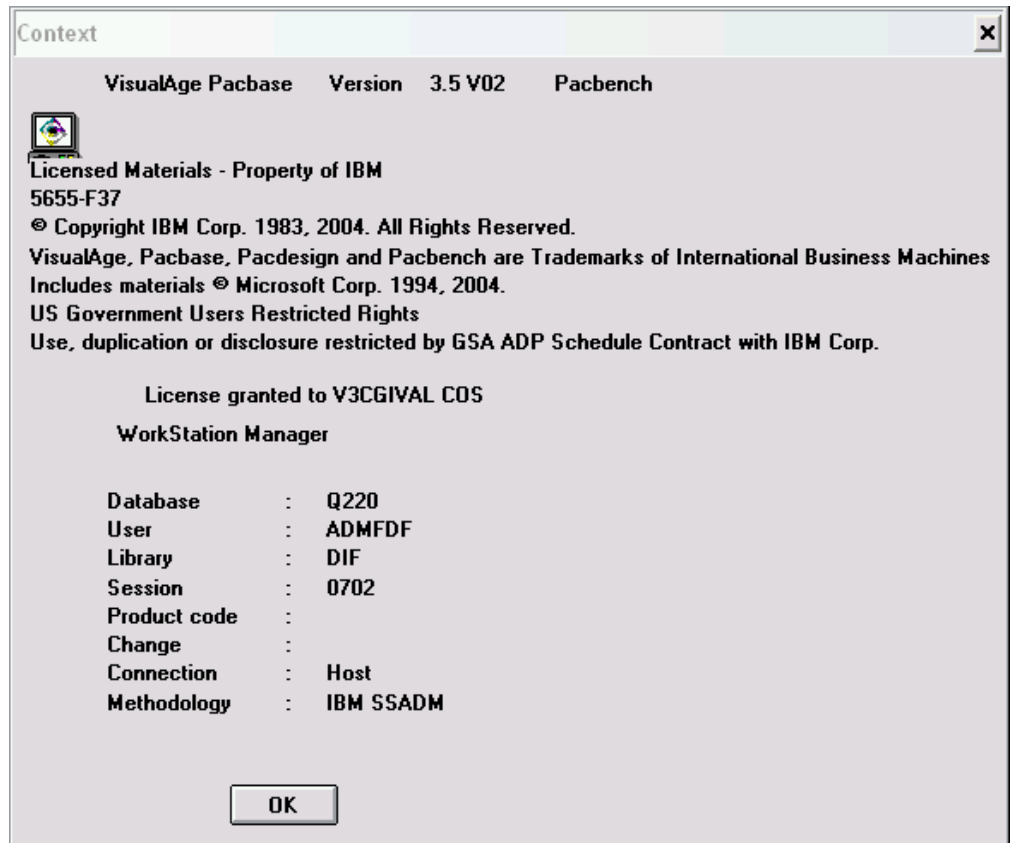 Context
VisualAge Pacbase Version 3.5 V02 Pacbench
Licensed Materials - Property of IBM
5655-F37
© Copyright IBM Corp. 1983, 2004. All Rights Reserved.
VisualAge, Pacbase, Pacdesign and Pacbench are Trademarks of International Business Machines
Includes materials © Microsoft Corp. 1994, 2004.
US Government Users Restricted Rights
Use, duplication or disclosure restricted by GSA ADP Schedule Contract with IBM Corp.
License granted to V3CGIVAL COS
WorkStation Manager
Database : Q220
User : ADMFDF
Library : DIF
Session : 0702
Product code :
Change :
Connection : Host
Methodology : IBM SSADM
OK